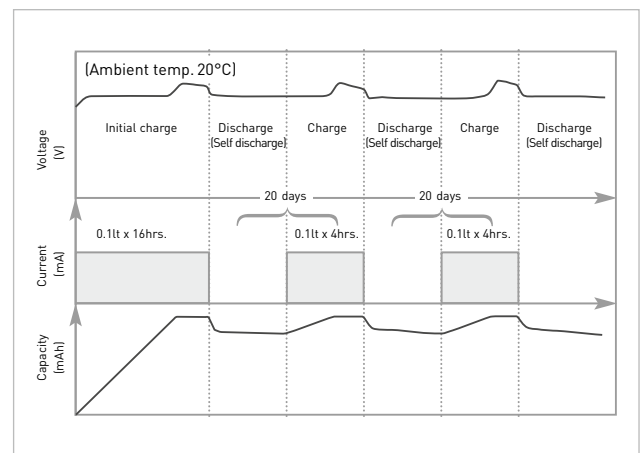 (Ambient temp. 20°C)
Voltage
(V)
Initial charge
Discharge
(Self discharge)
Charge
Discharge
(Self discharge)
Charge
Discharge
(Self discharge)
20 days
20 days
Current
(mA)
0.1lt x 16hrs.
0.1lt x 4hrs.
0.1lt x 4hrs.
Capacity
(mAh)